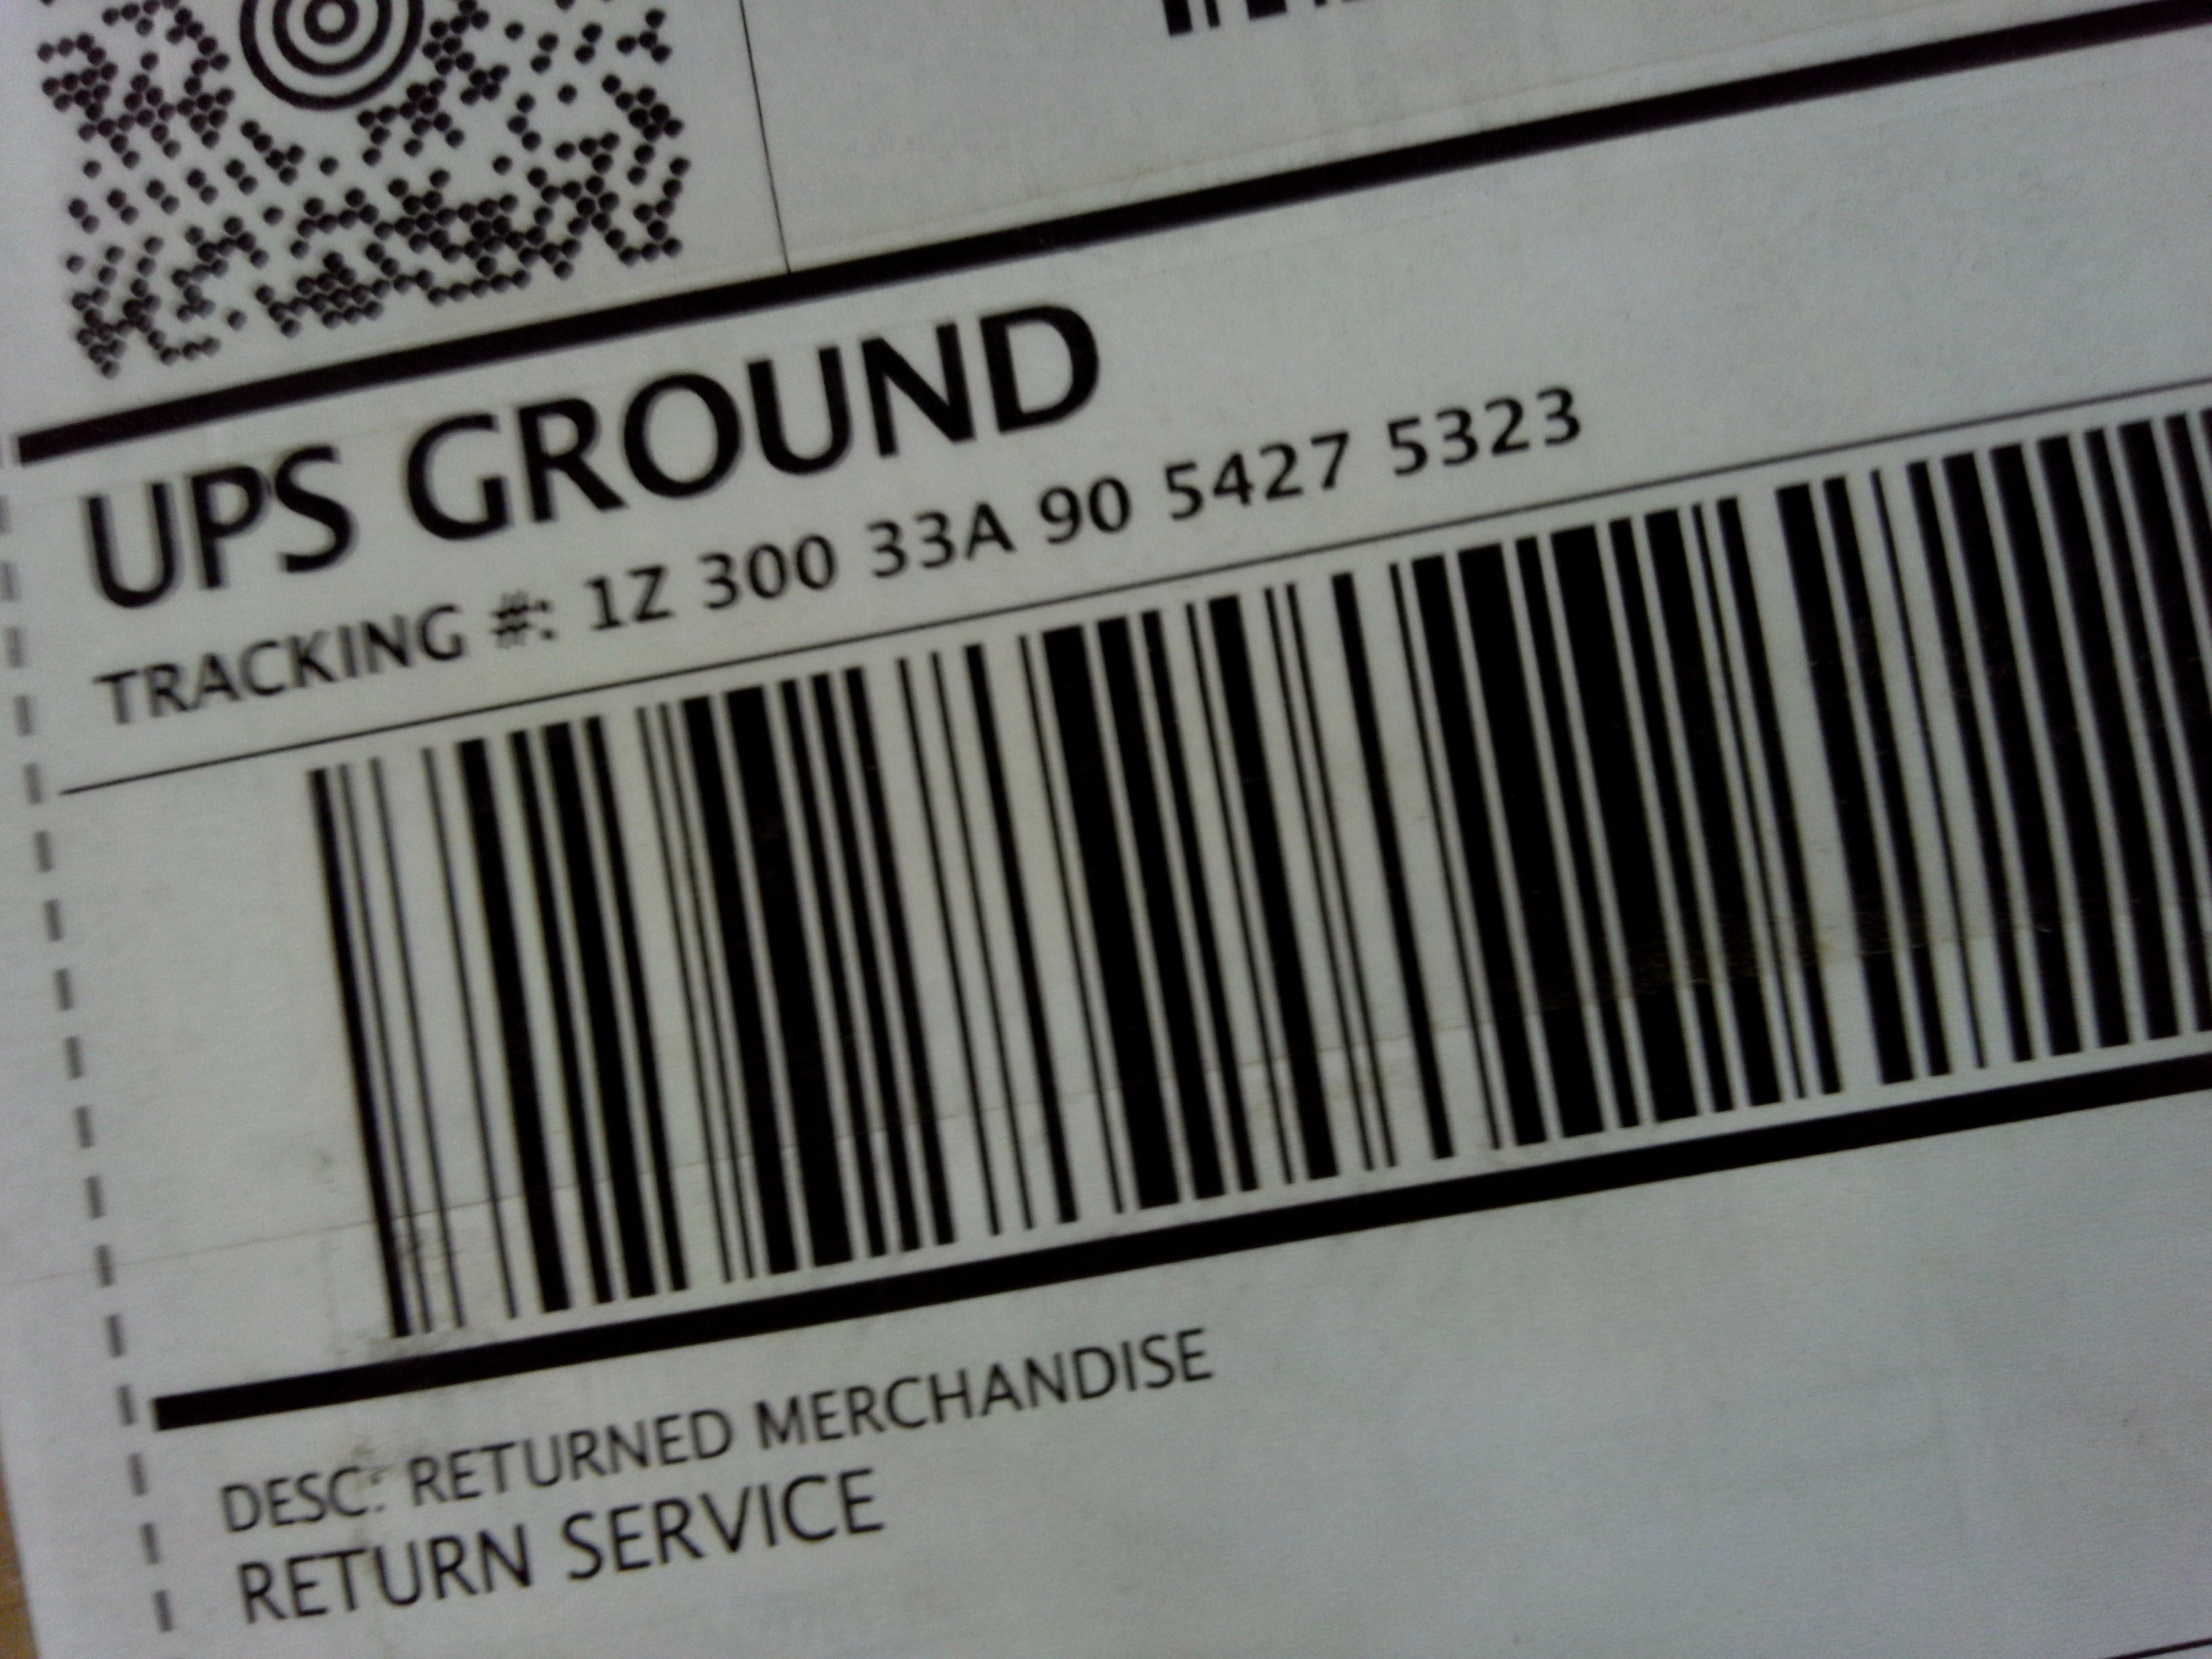 UPS GROUND
TRACKING #: 1Z 300 33A 90 5427 5323
DESC: RETURNED MERCHANDISE
RETURN SERVICE